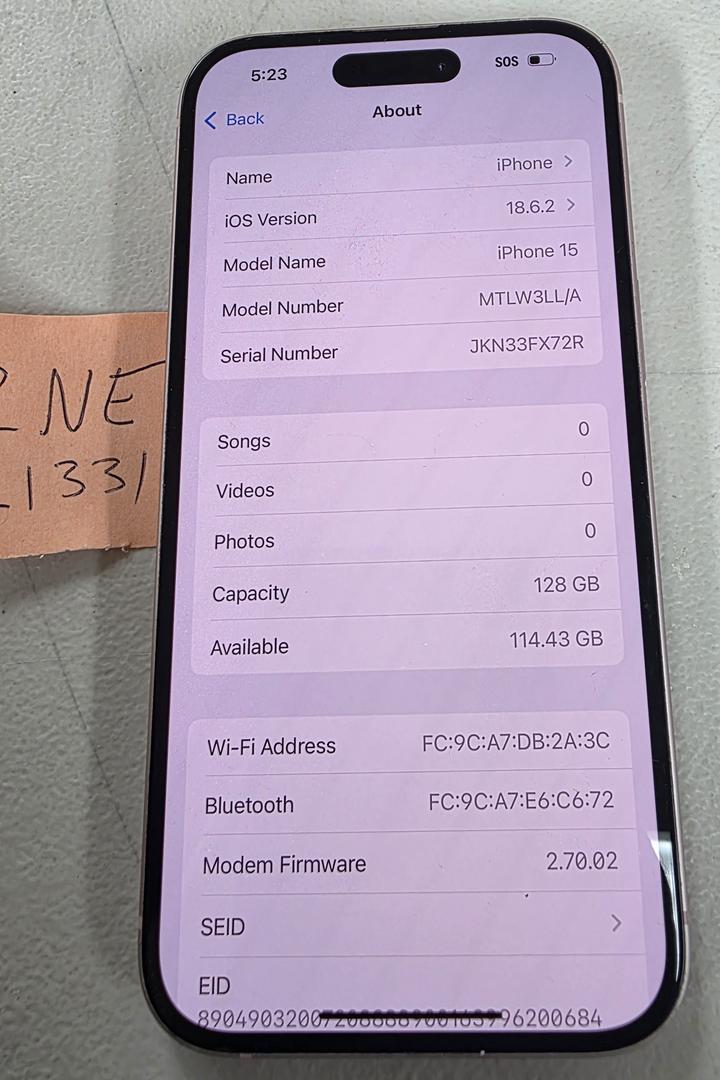 5:23
SOS
Back
About
Name iPhone
iOS Version 18.6.2
Model Name iPhone 15
Model Number MTLW3LL/A
Serial Number JKN33FX72R
Songs 0
Videos 0
Photos 0
Capacity 128 GB
Available 114.43 GB
Wi-Fi Address FC:9C:A7:DB:2A:3C
Bluetooth FC:9C:A7:E6:C6:72
Modem Firmware 2.70.02
SEID
EID
NE
1331